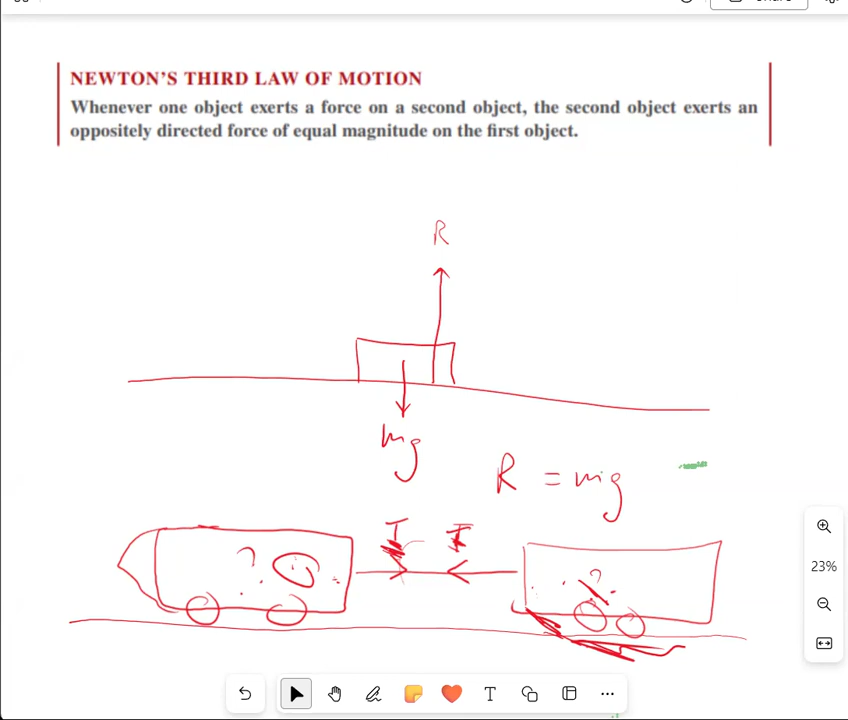 NEWTON'S THIRD LAW OF MOTION
Whenever one object exerts a force on a second object, the second object exerts an
oppositely directed force of equal magnitude on the first object.
R
mg
R = mg
T T
? ?
23%
T